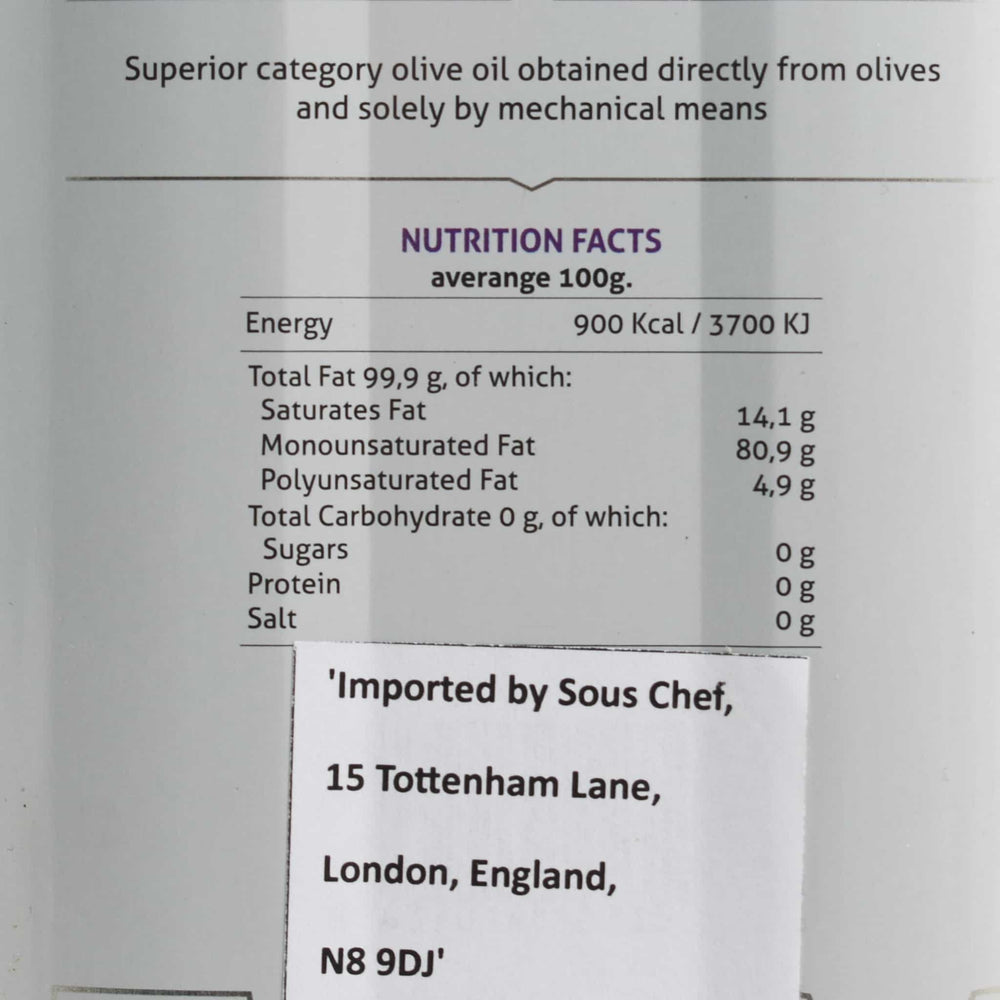 Superior category olive oil obtained directly from olives
and solely by mechanical means
NUTRITION FACTS
averange 100g.
Energy 900 Kcal / 3700 KJ
Total Fat 99,9 g, of which:
Saturates Fat 14,1 g
Monounsaturated Fat 80,9 g
Polyunsaturated Fat 4,9 g
Total Carbohydrate 0 g, of which:
Sugars 0 g
Protein 0 g
Salt 0 g
'Imported by Sous Chef,
15 Tottenham Lane,
London, England,
N8 9DJ'